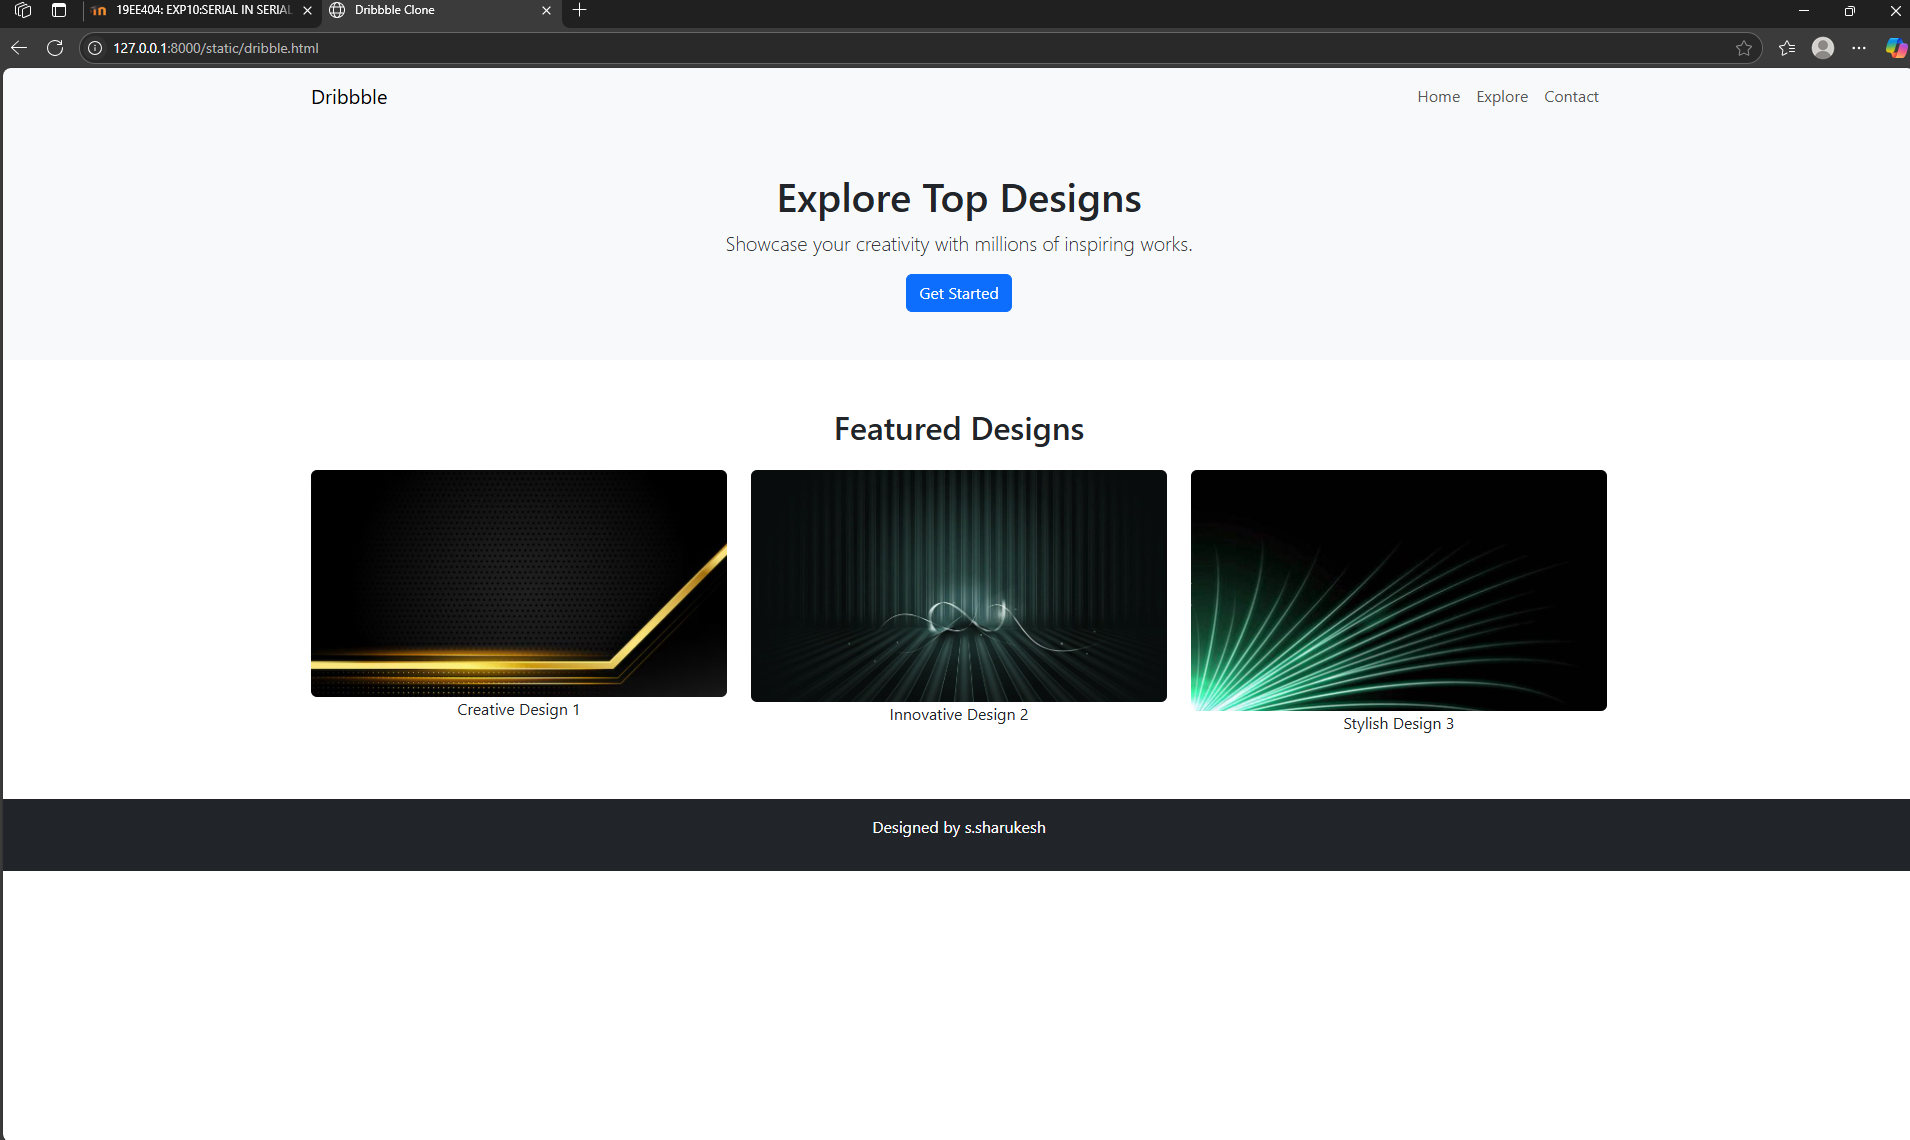 19EE404: EXP10:SERIAL IN SERIAL
Dribbble Clone
127.0.0.1:8000/static/dribble.html
Dribbble
Home Explore Contact
Explore Top Designs
Showcase your creativity with millions of inspiring works.
Get Started
Featured Designs
Creative Design 1
Innovative Design 2
Stylish Design 3
Designed by s.sharukesh